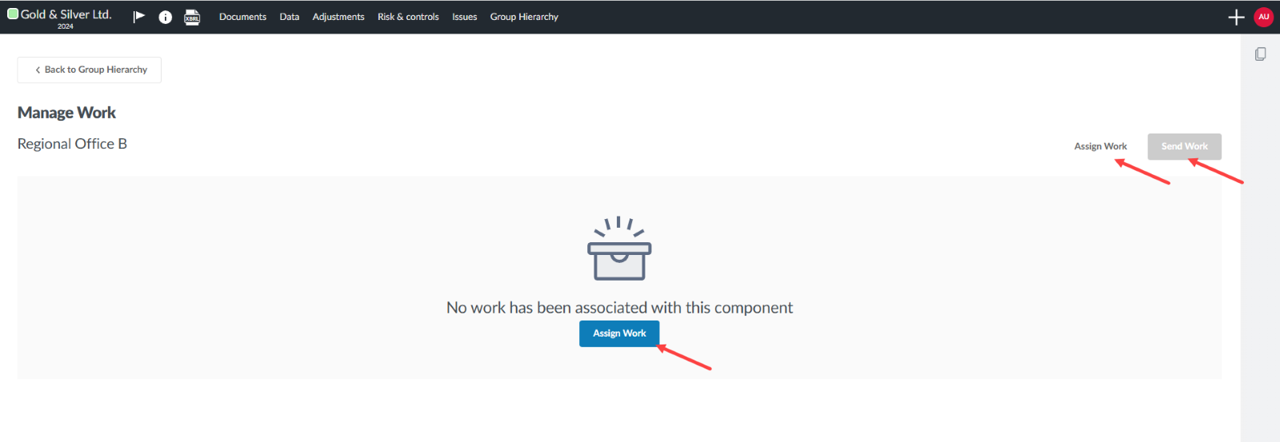 Gold & Silver Ltd.
2024
XBRL
Documents Data Adjustments Risk & controls Issues Group Hierarchy
AU
Back to Group Hierarchy
Manage Work
Regional Office B
Assign Work Send Work
No work has been associated with this component
Assign Work